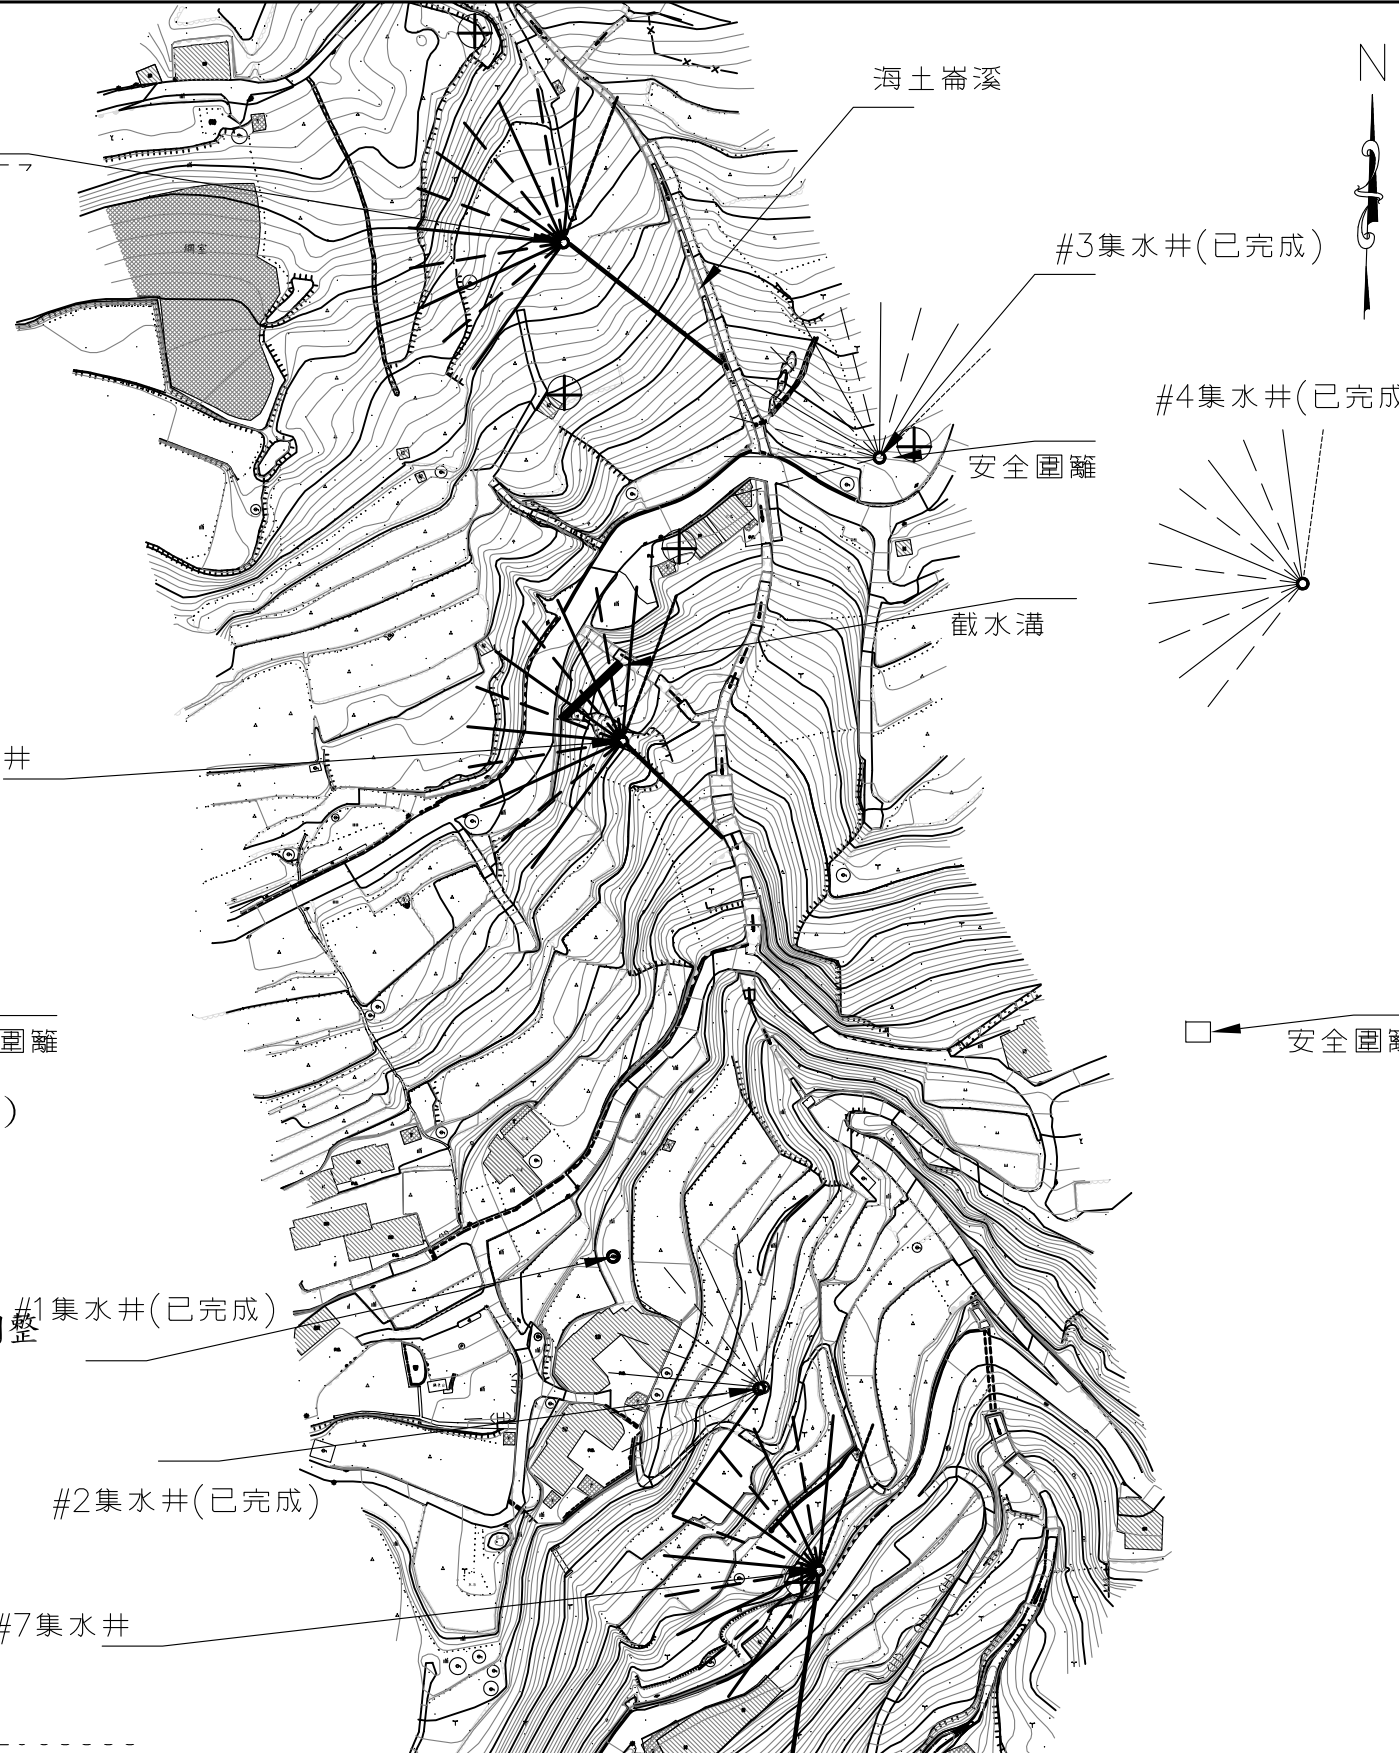 海土崙溪
N
#3集水井(已完成)
#4集水井(已完成
安全圍籬
截水溝
井
圍籬
安全圍籬
)
#1集水井(已完成)
整
#2集水井(已完成)
#7集水井